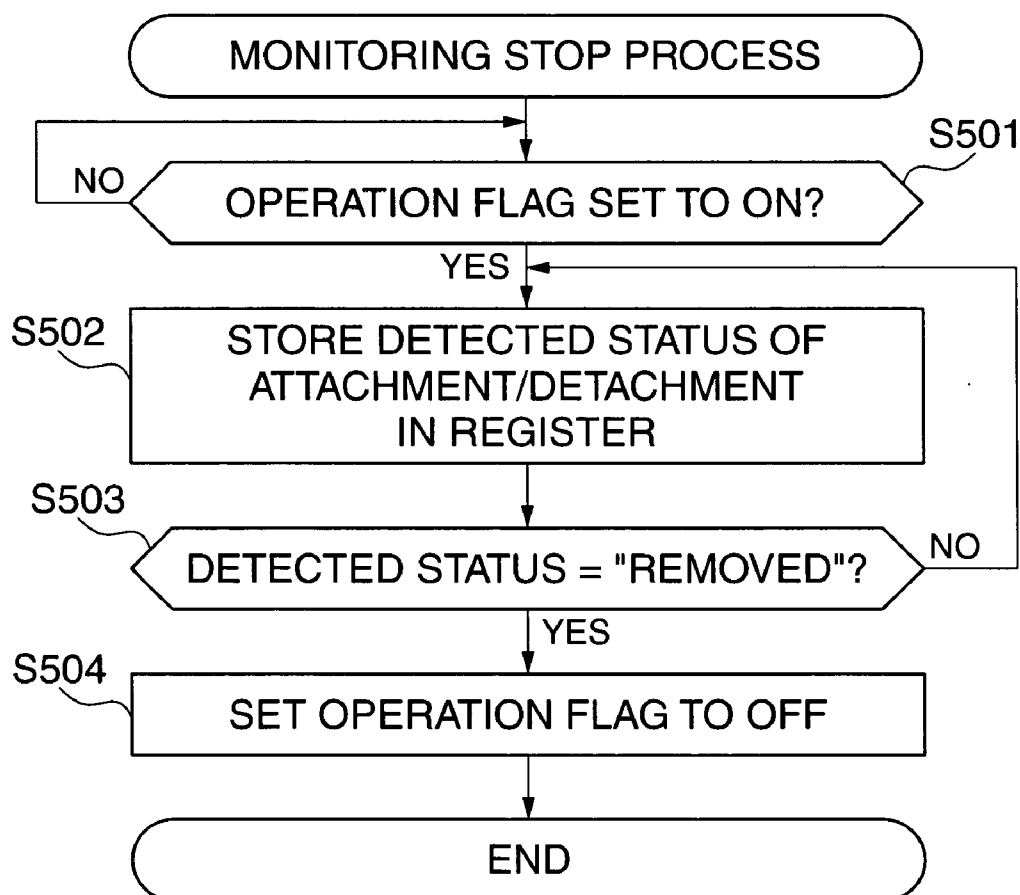 MONITORING STOP PROCESS
S501
NO
OPERATION FLAG SET TO ON?
YES
S502
STORE DETECTED STATUS OF
ATTACHMENT/DETACHMENT
IN REGISTER
S503
DETECTED STATUS = "REMOVED"?
NO
YES
S504
SET OPERATION FLAG TO OFF
END